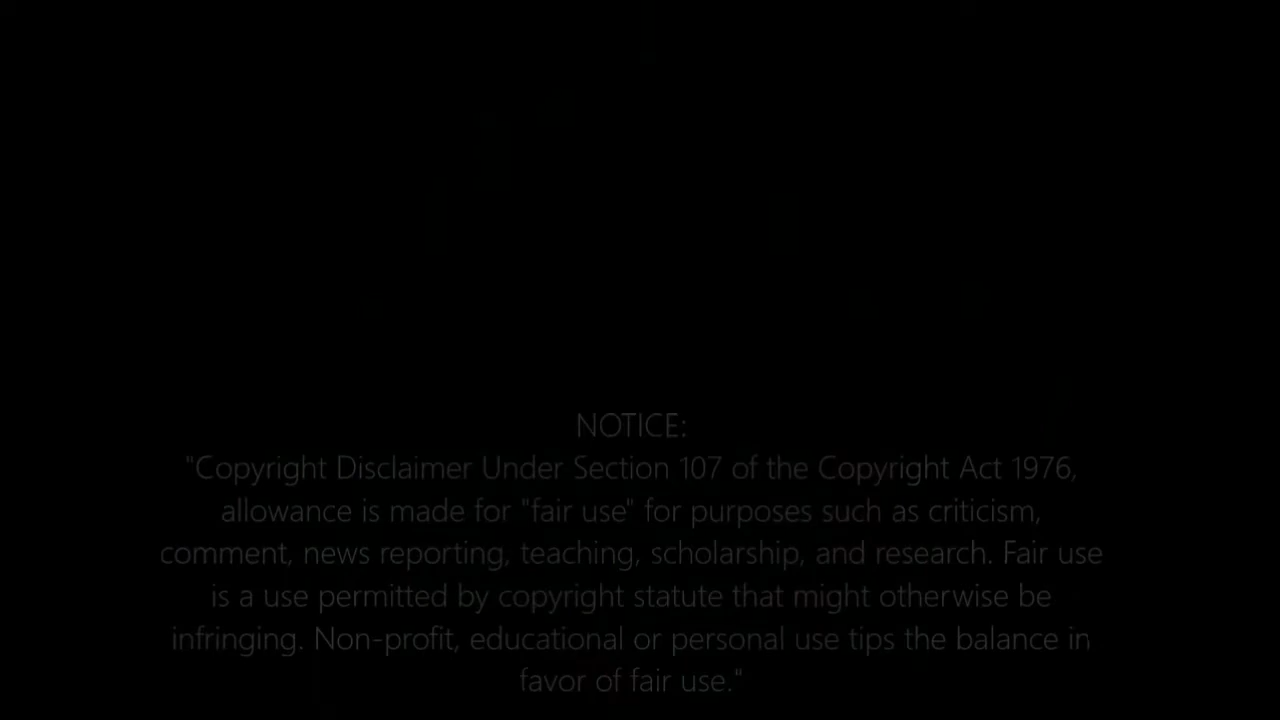 NOTICE:
"Copyright Disclaimer Under Section 107 of the Copyright Act 1976,
allowance is made for "fair use" for purposes such as criticism,
comment, news reporting, teaching, scholarship, and research. Fair use
is a use permitted by copyright statute that might otherwise be
infringing. Non-profit, educational or personal use tips the balance in
favor of fair use."